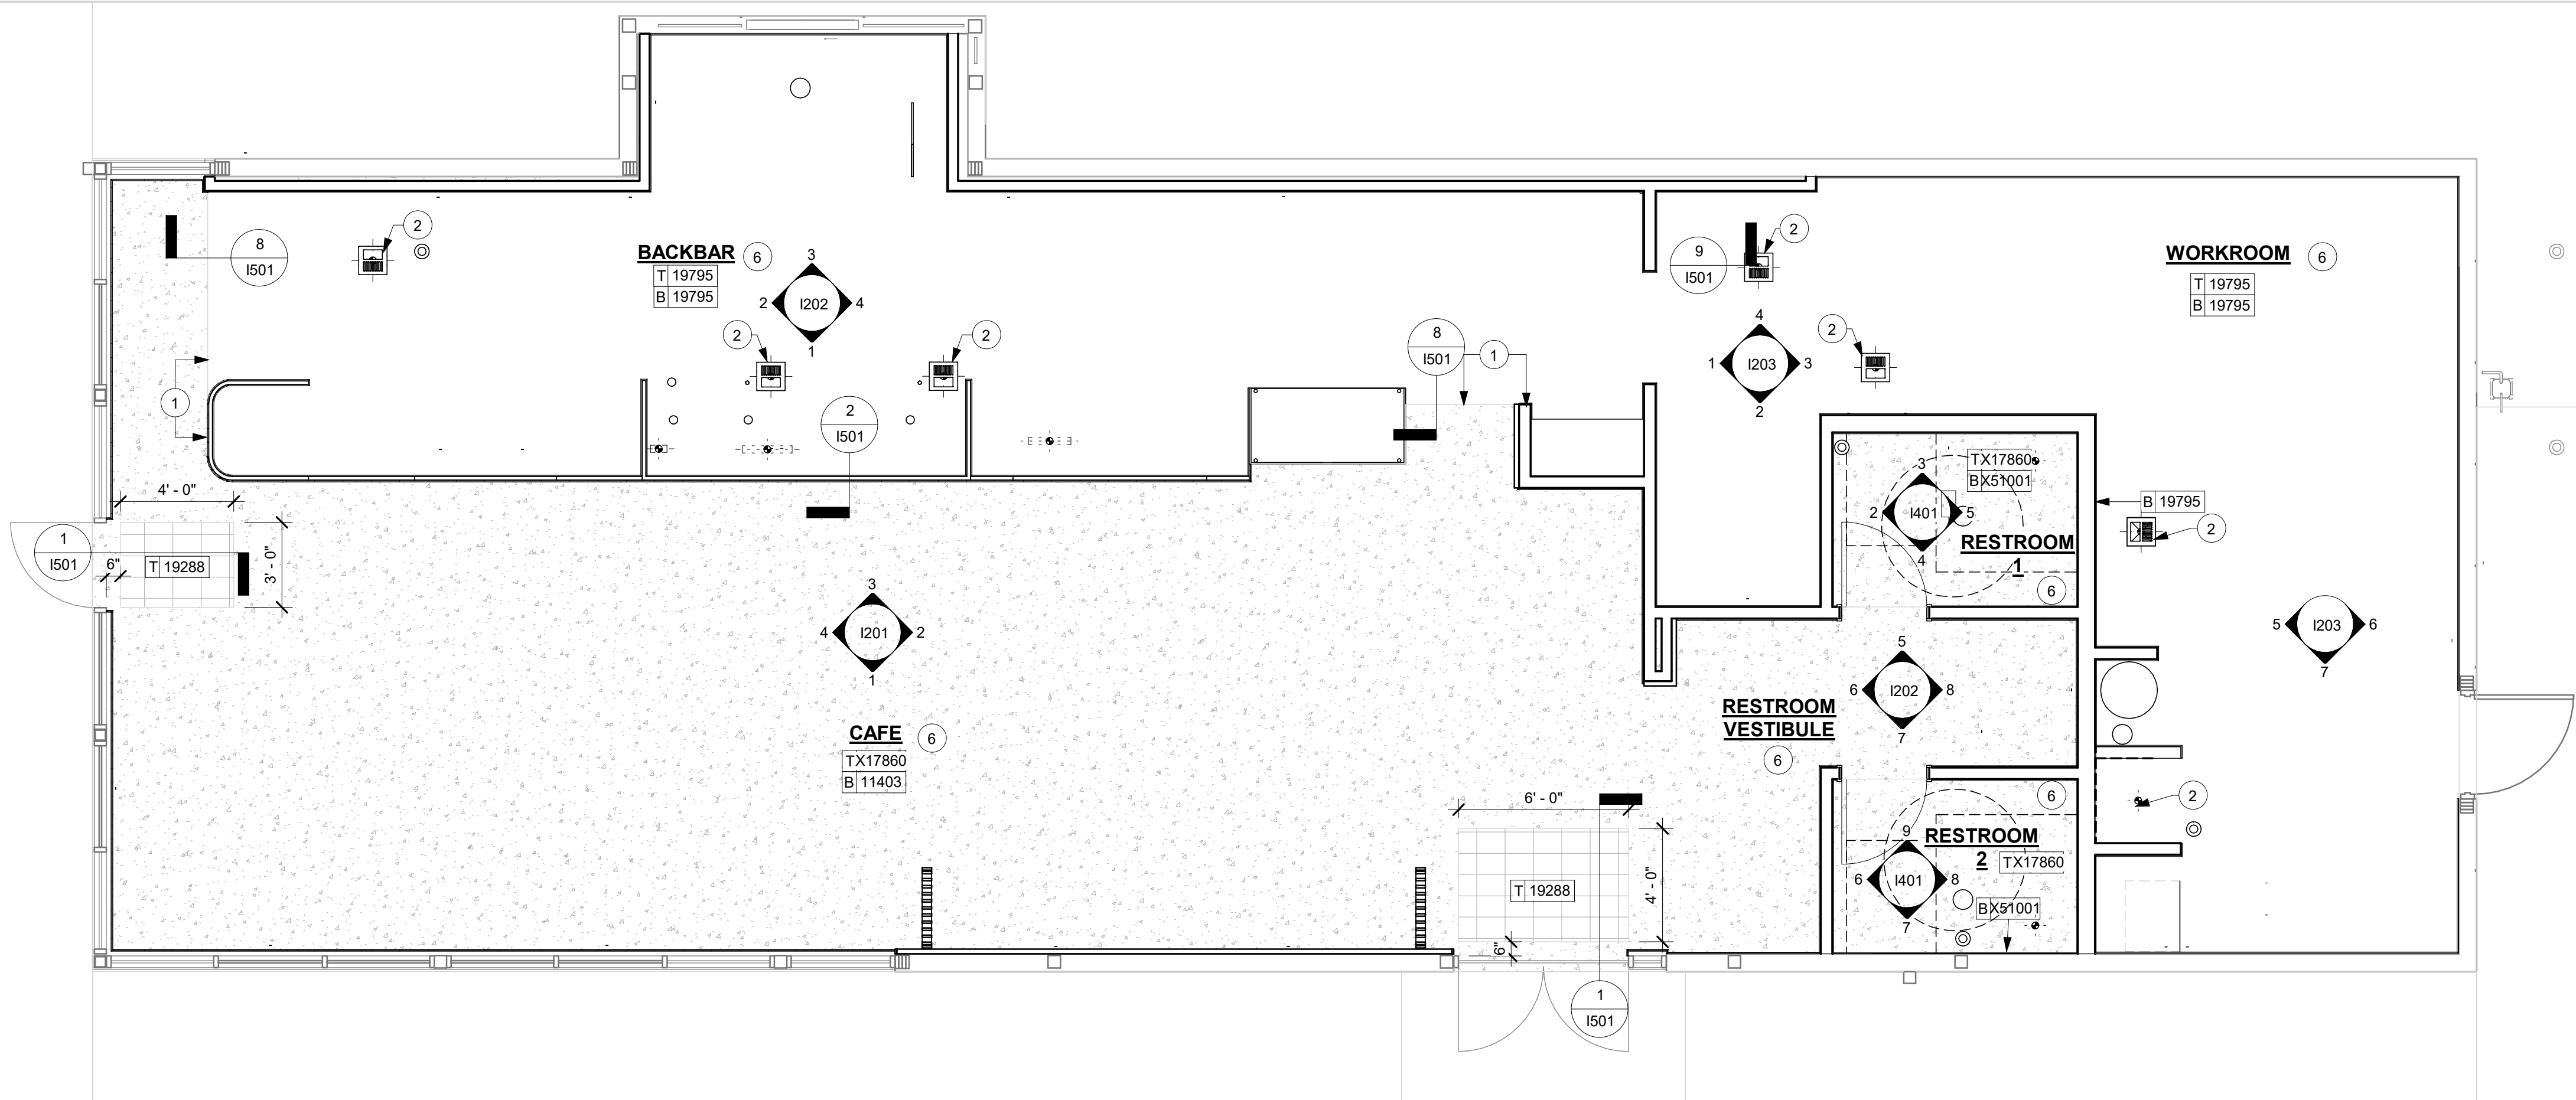 2
8
I501
BACKBAR 6
T 19795
B 19795
3
2 I202 4
1
2
2
2
9
I501
4
1 I203 3
2
2
WORKROOM 6
T 19795
B 19795
8
I501
1
1
2
I501
4' - 0"
1
I501
6"
T 19288
3' - 0"
3
4 I201 2
1
CAFE 6
TX17860
B 11403
TX17860
BX51001
3
2 I401 5
4
RESTROOM
1
6
B 19795
2
5
6 I202 8
7
RESTROOM
VESTIBULE
6
5 I203 6
7
6' - 0"
T 19288
4' - 0"
6"
1
I501
6
9
RESTROOM
2
TX17860
6 I401 8
7
BX51001
2